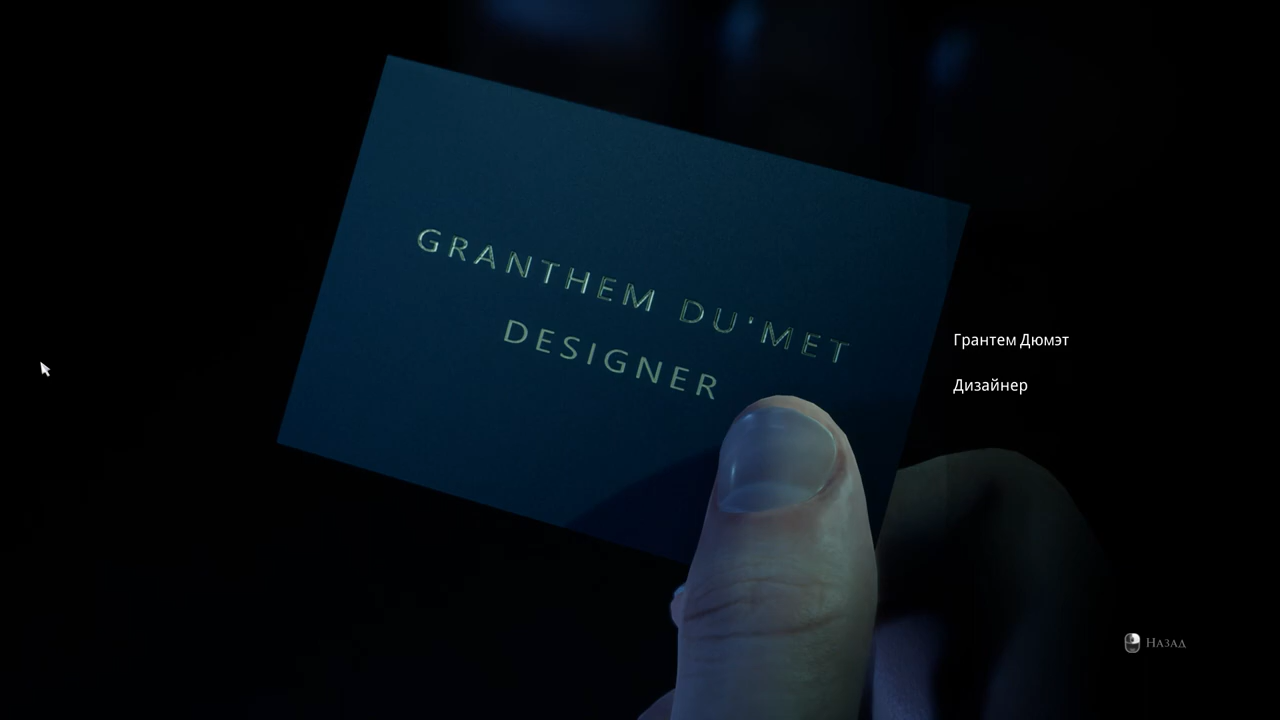 GRANTHEM DU'MET
DESIGNER
Грантем Дюмэт
Дизайнер
Назад